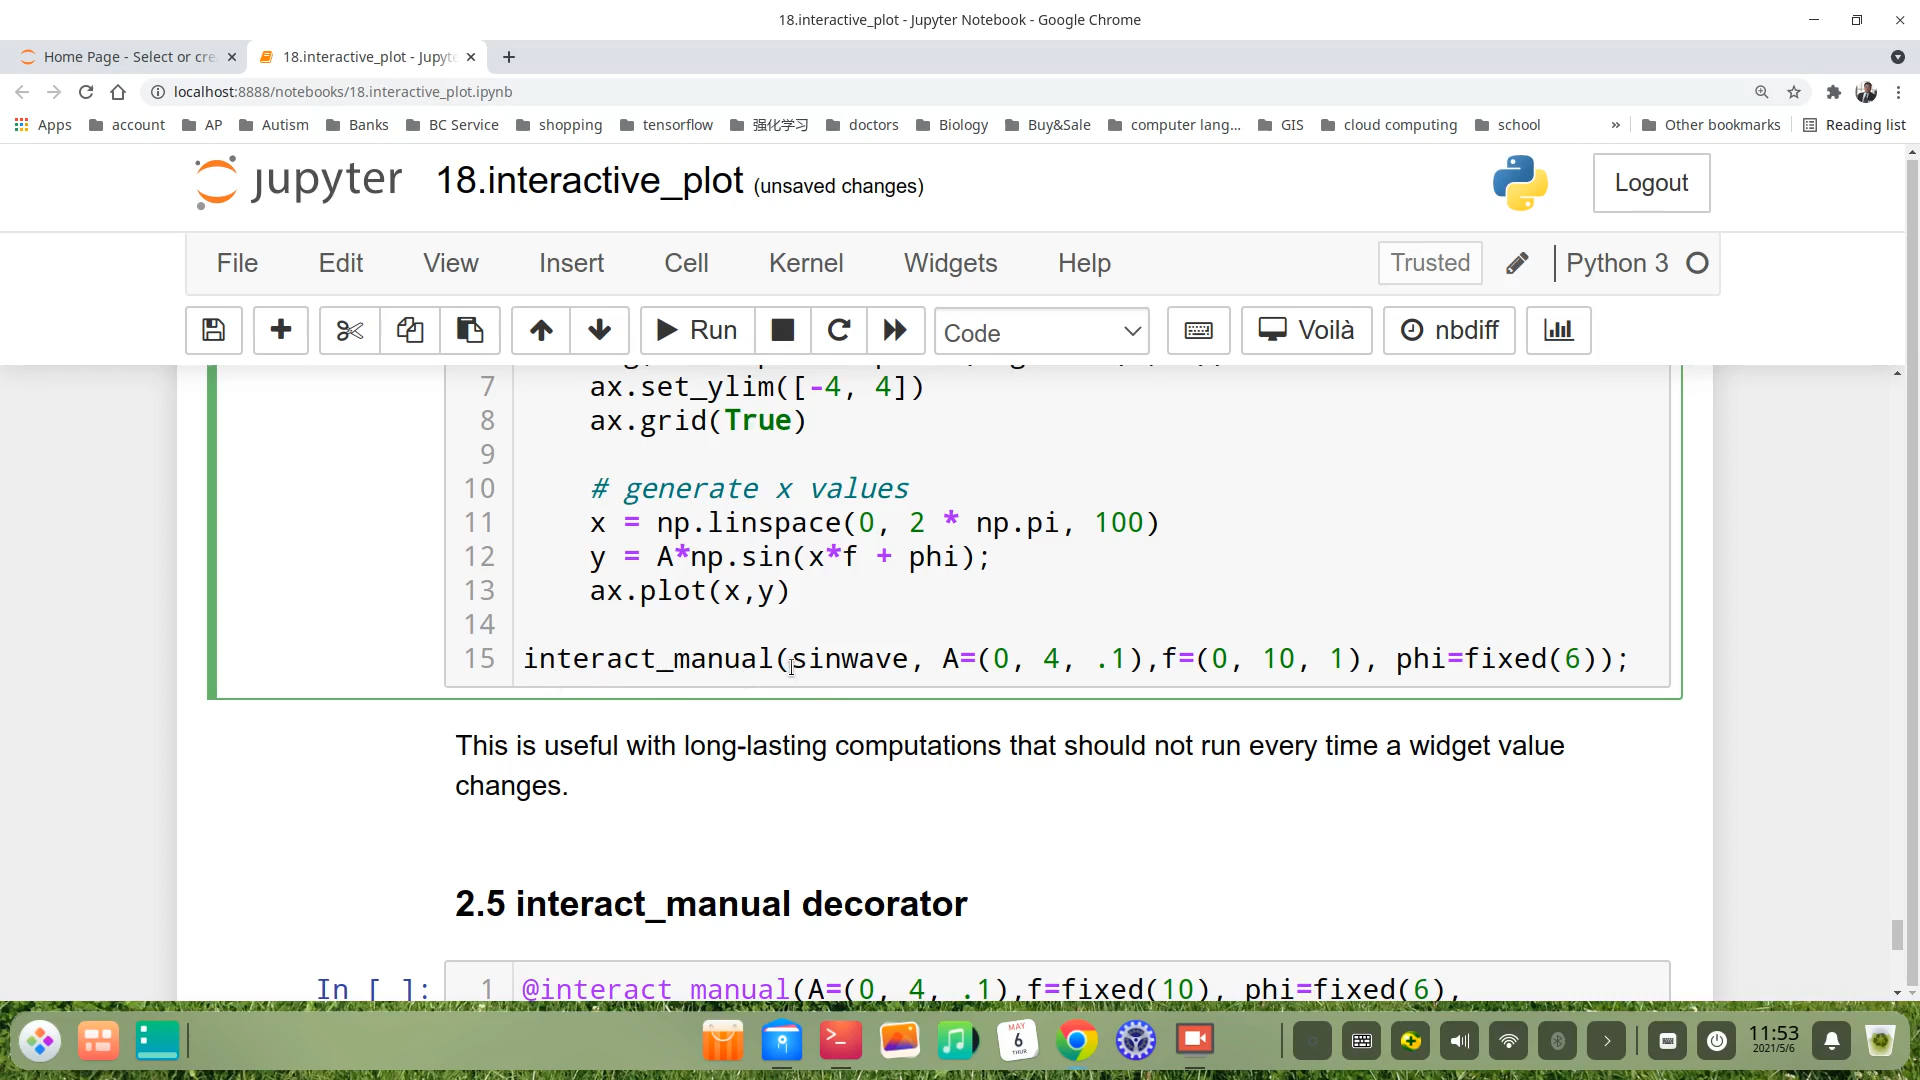 18.interactive_plot - Jupyter Notebook - Google Chrome
Home Page - Select or cre
18.interactive_plot - Jupyte
localhost:8888/notebooks/18.interactive_plot.ipynb
Apps account AP Autism Banks BC Service shopping tensorflow 强化学习 doctors Biology Buy&Sale computer lang... GIS cloud computing school » Other bookmarks Reading list
jupyter 18.interactive_plot (unsaved changes) Logout
File Edit View Insert Cell Kernel Widgets Help Trusted Python 3
Run Code Voilà nbdiff
7 ax.set_ylim([-4, 4])
8 ax.grid(True)
9
10 # generate x values
11 x = np.linspace(0, 2 * np.pi, 100)
12 y = A*np.sin(x*f + phi);
13 ax.plot(x,y)
14
15 interact_manual(sinwave, A=(0, 4, .1),f=(0, 10, 1), phi=fixed(6));
This is useful with long-lasting computations that should not run every time a widget value
changes.
2.5 interact_manual decorator
In [ ]: 1 @interact_manual(A=(0, 4, .1),f=fixed(10), phi=fixed(6),
MAY
6
THUR
11:53
2021/5/6